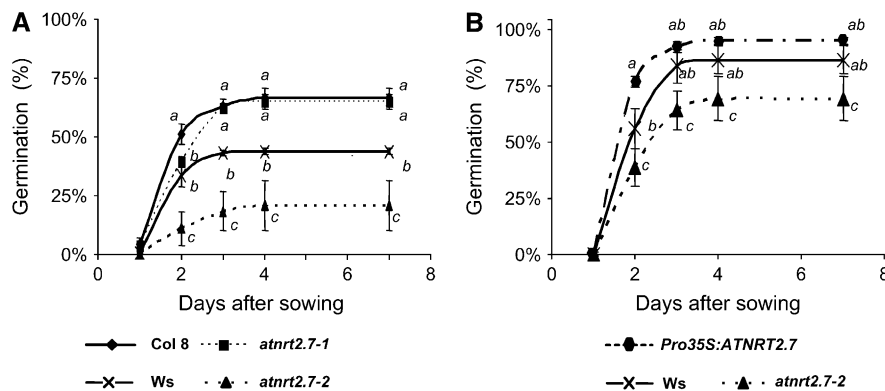 A
B
100%
75%
50%
25%
0%
Germination (%)
a
a
a
a
a
a
a
b
b
b
b
b
c
c
c
c
0
2
4
6
8
Days after sowing
Col 8
atnrt2.7-1
Ws
atnrt2.7-2
100%
75%
50%
25%
0%
Germination (%)
a
ab
ab
ab
b
ab
ab
ab
c
c
c
c
0
2
4
6
8
Days after sowing
Pro35S:ATNRT2.7
Ws
atnrt2.7-2